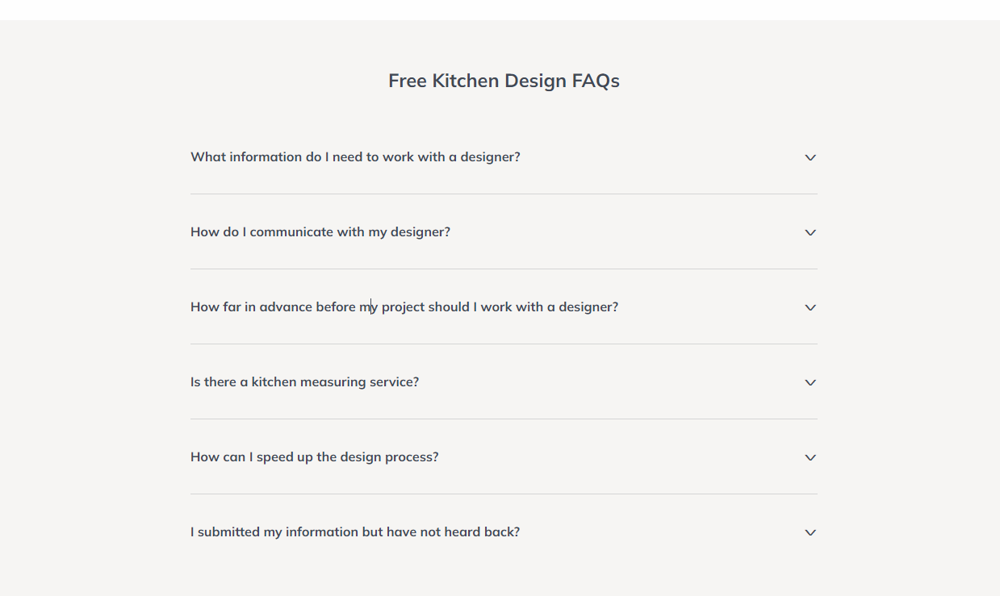 Free Kitchen Design FAQs
What information do I need to work with a designer?
How do I communicate with my designer?
How far in advance before my project should I work with a designer?
Is there a kitchen measuring service?
How can I speed up the design process?
I submitted my information but have not heard back?